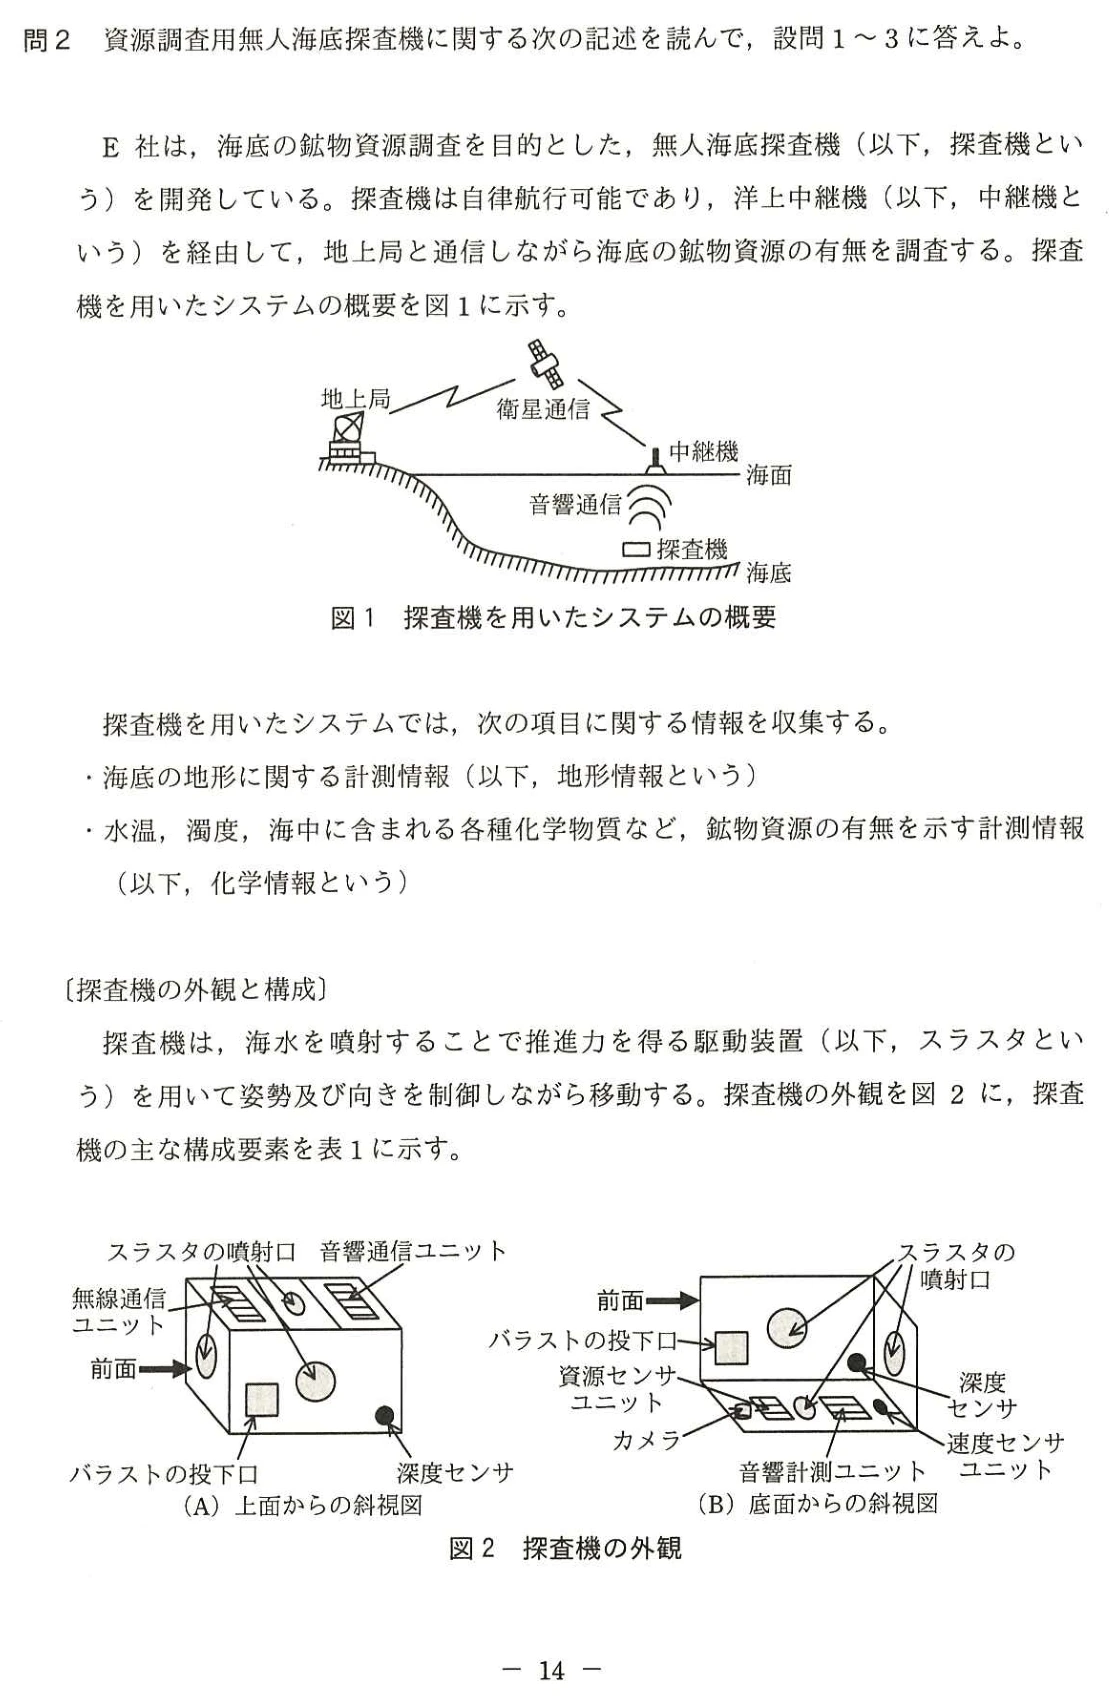 問2 資源調査用無人海底探査機に関する次の記述を読んで，設問1～3に答えよ。
E 社は，海底の鉱物資源調査を目的とした，無人海底探査機（以下，探査機とい
う）を開発している。探査機は自律航行可能であり，洋上中継機（以下，中継機と
いう）を経由して，地上局と通信しながら海底の鉱物資源の有無を調査する。探査
機を用いたシステムの概要を図1に示す。
地上局
衛星通信
中継機
海面
音響通信
探査機
海底
図1 探査機を用いたシステムの概要
探査機を用いたシステムでは，次の項目に関する情報を収集する。
・海底の地形に関する計測情報（以下，地形情報という）
・水温，濁度，海中に含まれる各種化学物質など，鉱物資源の有無を示す計測情報
（以下，化学情報という）
〔探査機の外観と構成〕
探査機は，海水を噴射することで推進力を得る駆動装置（以下，スラスタとい
う）を用いて姿勢及び向きを制御しながら移動する。探査機の外観を図 2 に，探査
機の主な構成要素を表1に示す。
スラスタの噴射口 音響通信ユニット
無線通信
ユニット
前面
バラストの投下口
深度センサ
（A）上面からの斜視図
スラスタの
噴射口
前面
バラストの投下口
資源センサ
ユニット
カメラ
深度
センサ
速度センサ
ユニット
音響計測ユニット
（B）底面からの斜視図
図2 探査機の外観
－ 14 －